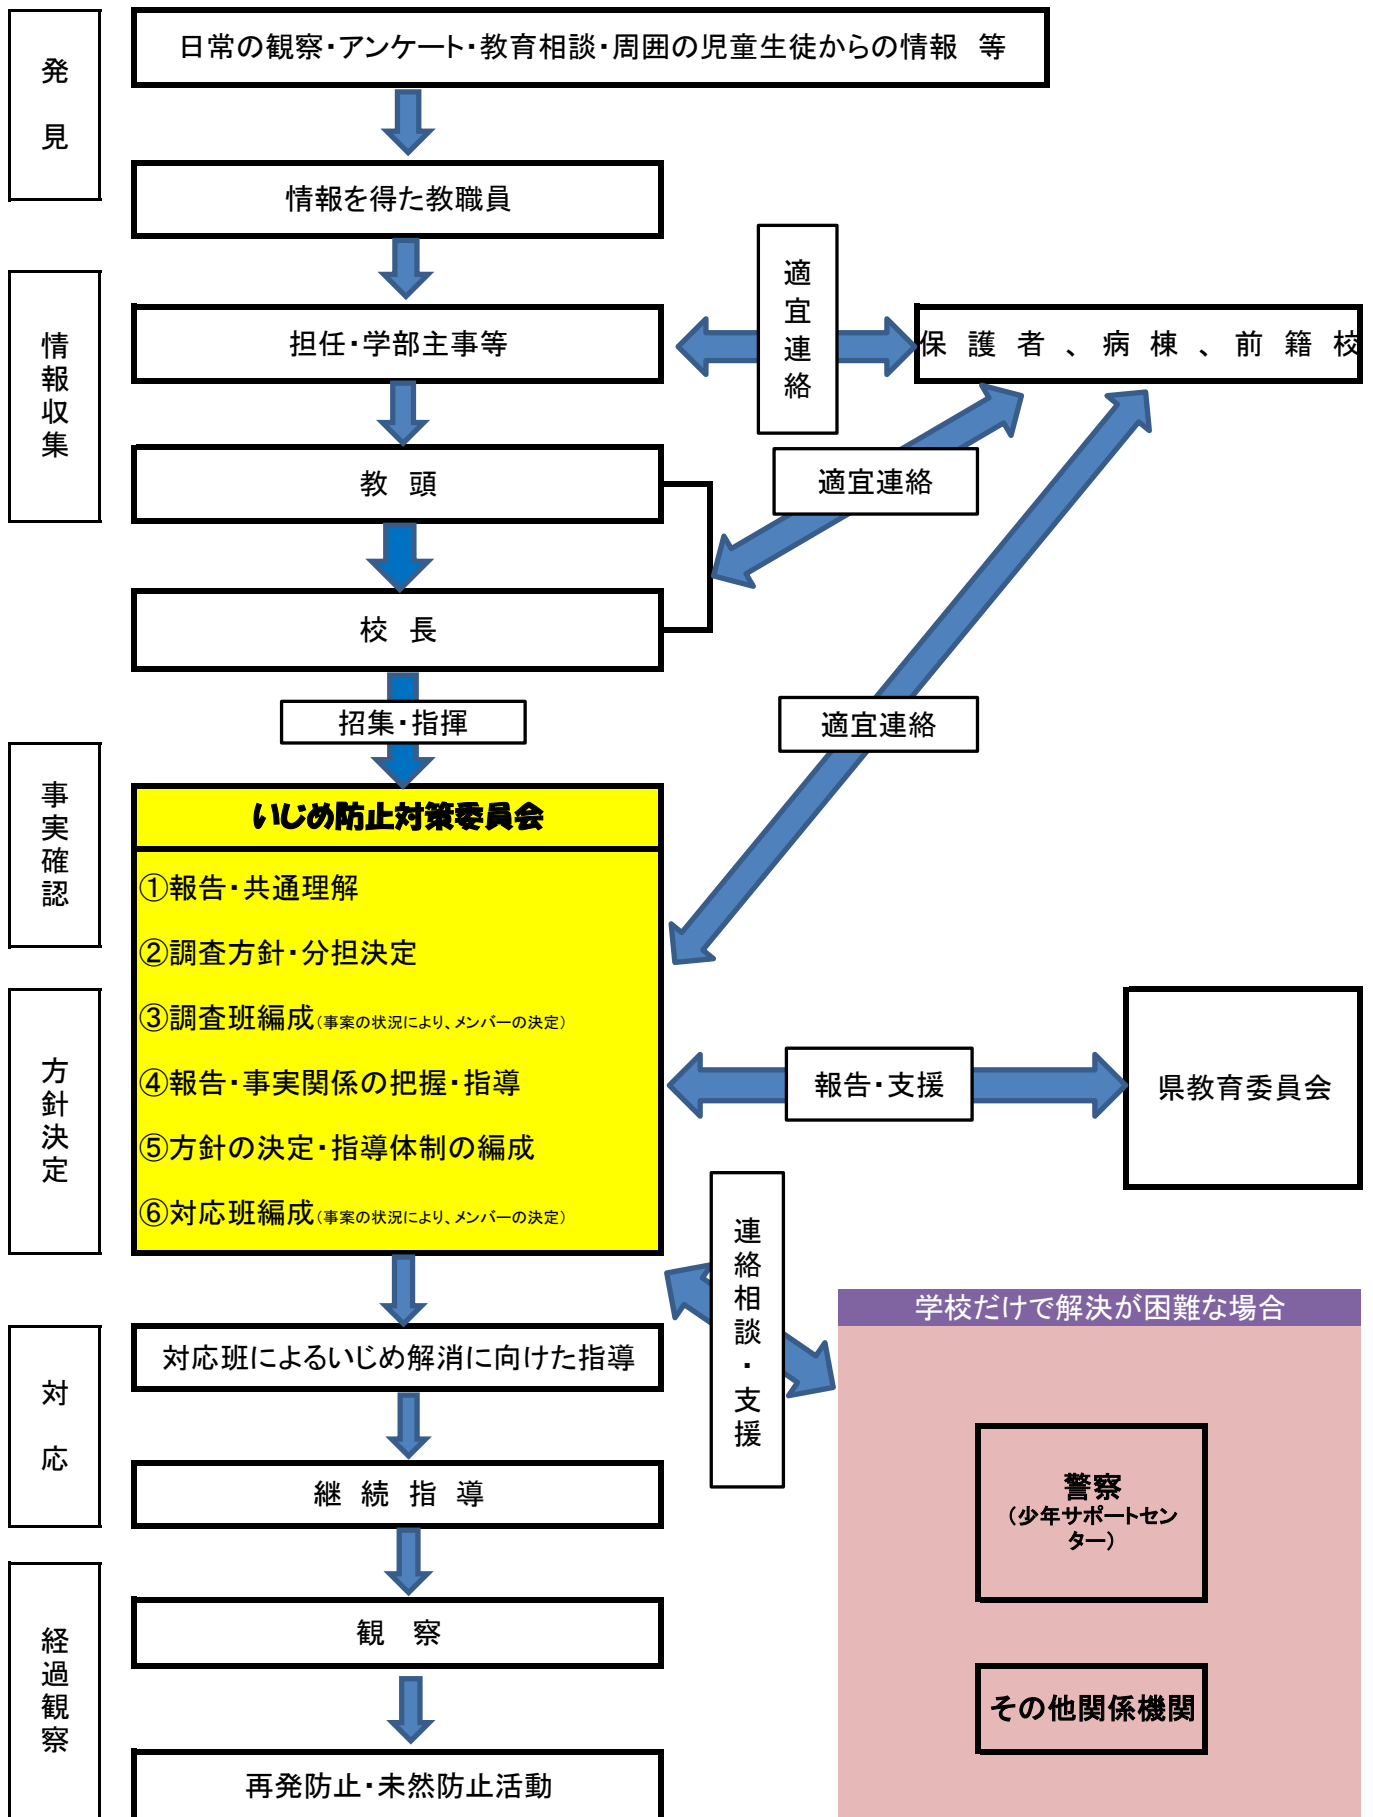 発見
日常の観察・アンケート・教育相談・周囲の児童生徒からの情報　等
情報を得た教職員
情報収集
担任・学部主事等
適宜連絡
保護者、病棟、前籍校
教　頭
適宜連絡
校　長
招集・指揮
適宜連絡
事実確認
いじめ防止対策委員会
①報告・共通理解
②調査方針・分担決定
③調査班編成（事案の状況により、メンバーの決定）
④報告・事実関係の把握・指導
⑤方針の決定・指導体制の編成
⑥対応班編成（事案の状況により、メンバーの決定）
方針決定
報告・支援
県教育委員会
連絡相談・支援
学校だけで解決が困難な場合
対応
対応班によるいじめ解消に向けた指導
継続指導
警察
（少年サポートセン
ター）
経過観察
観　察
その他関係機関
再発防止・未然防止活動